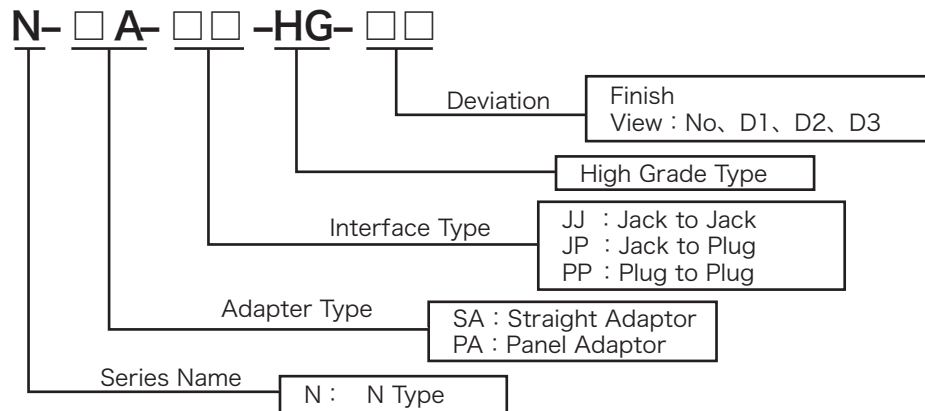 N– □ A– □□ –HG– □□
Deviation
Finish
View：No、D1、D2、D3
High Grade Type
Interface Type
JJ ：Jack to Jack
JP ：Jack to Plug
PP ：Plug to Plug
Adapter Type
SA：Straight Adaptor
PA：Panel Adaptor
Series Name
N： N Type